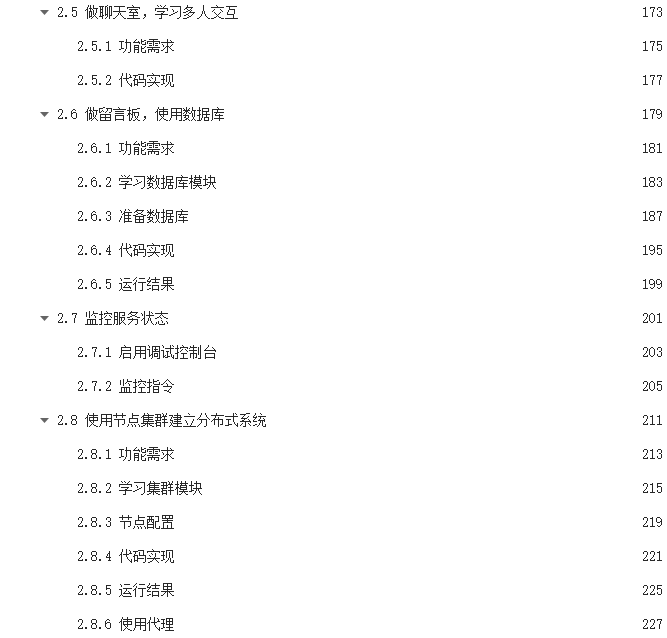 2.5 做聊天室，学习多人交互 173
2.5.1 功能需求 175
2.5.2 代码实现 177
2.6 做留言板，使用数据库 179
2.6.1 功能需求 181
2.6.2 学习数据库模块 183
2.6.3 准备数据库 187
2.6.4 代码实现 195
2.6.5 运行结果 199
2.7 监控服务状态 201
2.7.1 启用调试控制台 203
2.7.2 监控指令 205
2.8 使用节点集群建立分布式系统 211
2.8.1 功能需求 213
2.8.2 学习集群模块 215
2.8.3 节点配置 219
2.8.4 代码实现 221
2.8.5 运行结果 225
2.8.6 使用代理 227